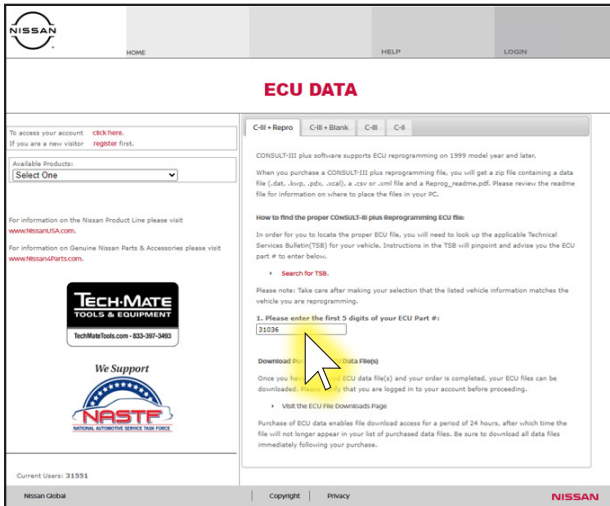 NISSAN
HOME
HELP
LOGIN
ECU DATA
To access your account click here.
If you are a new visitor register first.
Available Products:
Select One
For information on the Nissan Product Line please visit
www.NissanUSA.com.
For information on Genuine Nissan Parts & Accessories please visit
www.Nissan4Parts.com.
TECH-MATE
TOOLS & EQUIPMENT
TechMateTools.com - 833-397-3493
We Support
NASTF
NATIONAL AUTOMOTIVE SERVICE TASK FORCE
Current Users: 31551
C-III + Repro
C-III + Blank
C-III
C-II
CONSULT-III plus software supports ECU reprogramming on 1999 model year and later.
When you purchase a CONSULT-III plus reprogramming file, you will get a zip file containing a data
file (.dat, .kwp, .pdx, .xcal), a .csv or .xml file and a Reprog_readme.pdf. Please review the readme
file for information on where to place the files in your PC.
How to find the proper CONSULT-III plus Reprogramming ECU file:
In order for you to locate the proper ECU file, you will need to look up the applicable Technical
Services Bulletin(TSB) for your vehicle. Instructions in the TSB will pinpoint and advise you the ECU
part # to enter below.
Search for TSB.
Please note: Take care after making your selection that the listed vehicle information matches the
vehicle you are reprogramming.
1. Please enter the first 5 digits of your ECU Part #:
31036
Download Pu Data File(s)
Once you ha d ECU data file(s) and your order is completed, your ECU files can be
downloaded. Please verify that you are logged in to your account before proceeding.
Visit the ECU File Downloads Page
Purchase of ECU data enables file download access for a period of 24 hours, after which time the
file will not longer appear in your list of purchased data files. Be sure to download all data files
immediately following your purchase.
Nissan Global
Copyright
Privacy
NISSAN